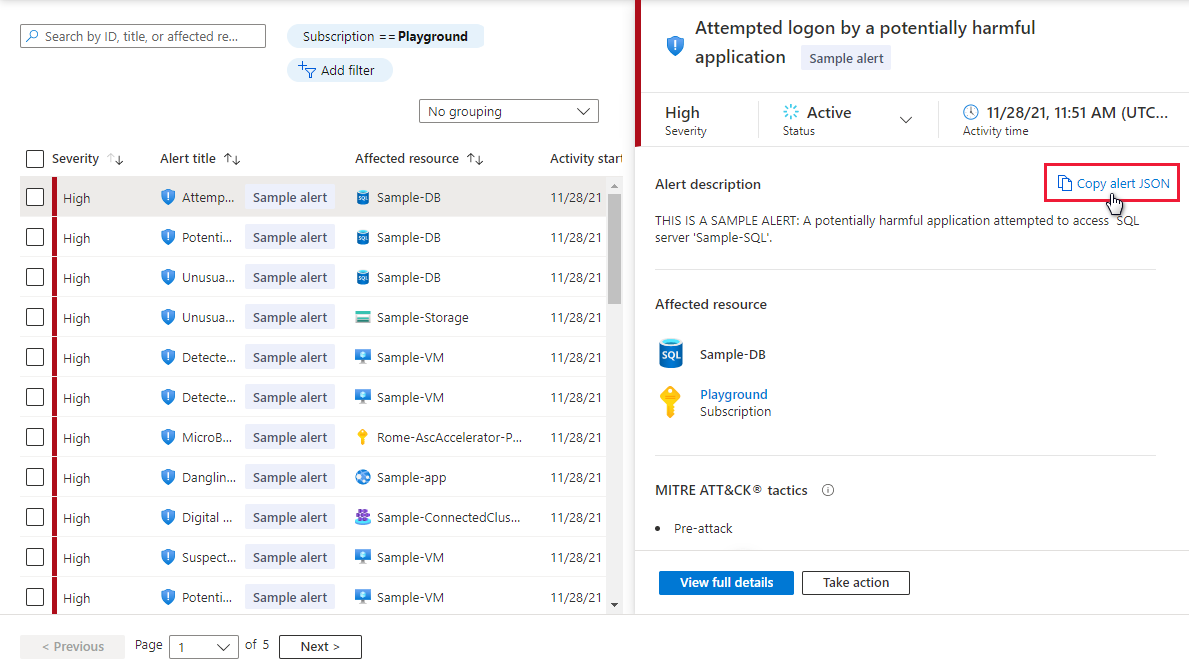 Search by ID, title, or affected re...
Subscription == Playground
Add filter
No grouping
Severity Alert title Affected resource Activity start
High Attemp... Sample alert Sample-DB 11/28/21
High Potenti... Sample alert Sample-DB 11/28/21
High Unusua... Sample alert Sample-DB 11/28/21
High Unusua... Sample alert Sample-Storage 11/28/21
High Detecte... Sample alert Sample-VM 11/28/21
High Detecte... Sample alert Sample-VM 11/28/21
High MicroB... Sample alert Rome-AscAccelerator-P... 11/28/21
High Danglin... Sample alert Sample-app 11/28/21
High Digital ... Sample alert Sample-ConnectedClus... 11/28/21
High Suspect... Sample alert Sample-VM 11/28/21
High Potenti... Sample alert Sample-VM 11/28/21
< Previous Page 1 of 5 Next >
Attempted logon by a potentially harmful
application Sample alert
High Active 11/28/21, 11:51 AM (UTC...
Severity Status Activity time
Alert description Copy alert JSON
THIS IS A SAMPLE ALERT: A potentially harmful application attempted to access SQL
server 'Sample-SQL'.
Affected resource
SQL Sample-DB
Playground
Subscription
MITRE ATT&CK® tactics
• Pre-attack
View full details Take action